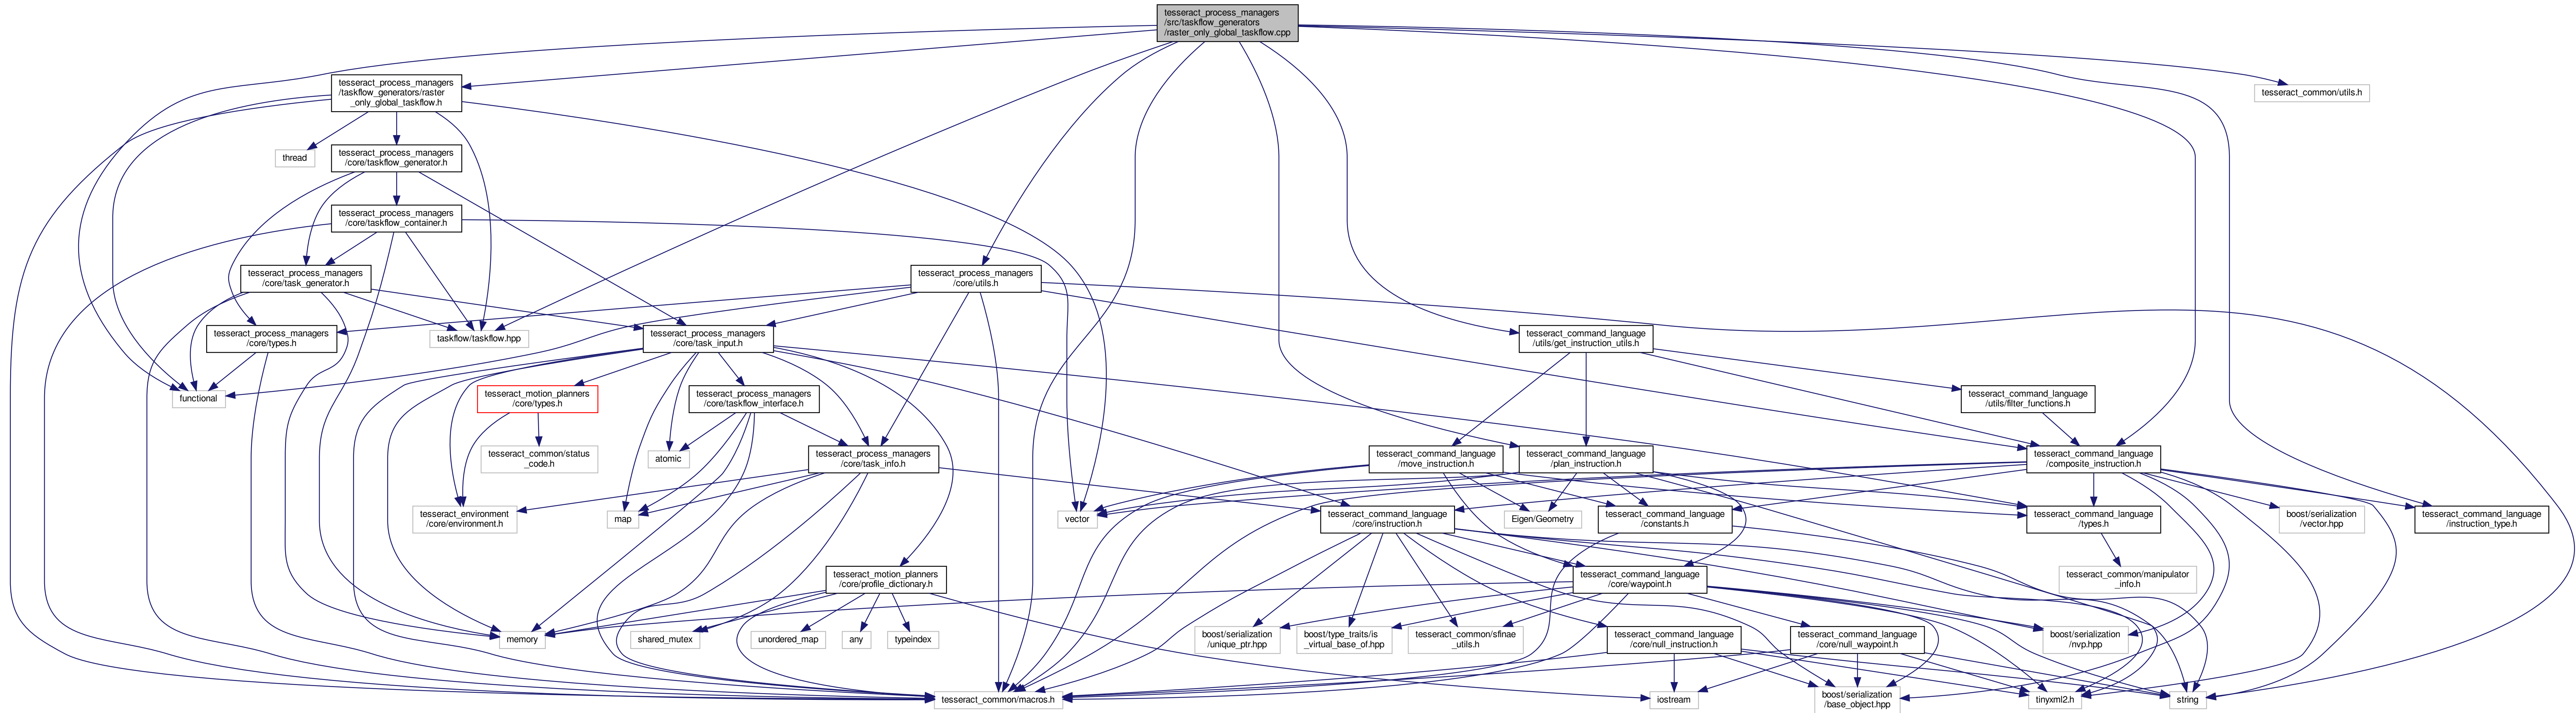 tesseract_process_managers
/src/taskflow_generators
/raster_only_global_taskflow.cpp
tesseract_process_managers
/taskflow_generators/raster
_only_global_taskflow.h
tesseract_common/utils.h
thread
tesseract_process_managers
/core/taskflow_generator.h
tesseract_process_managers
/core/taskflow_container.h
tesseract_process_managers
/core/task_generator.h
tesseract_process_managers
/core/utils.h
tesseract_process_managers
/core/types.h
taskflow/taskflow.hpp
tesseract_process_managers
/core/task_input.h
tesseract_command_language
/utils/get_instruction_utils.h
functional
tesseract_motion_planners
/core/types.h
tesseract_process_managers
/core/taskflow_interface.h
tesseract_command_language
/utils/filter_functions.h
tesseract_common/status
_code.h
atomic
tesseract_process_managers
/core/task_info.h
tesseract_command_language
/move_instruction.h
tesseract_command_language
/plan_instruction.h
tesseract_command_language
/composite_instruction.h
tesseract_environment
/core/environment.h
map
vector
tesseract_command_language
/core/instruction.h
Eigen/Geometry
tesseract_command_language
/constants.h
tesseract_command_language
/types.h
boost/serialization
/vector.hpp
tesseract_command_language
/instruction_type.h
tesseract_motion_planners
/core/profile_dictionary.h
tesseract_command_language
/core/waypoint.h
tesseract_common/manipulator
_info.h
memory
shared_mutex
unordered_map
any
typeindex
boost/serialization
/unique_ptr.hpp
boost/type_traits/is
_virtual_base_of.hpp
tesseract_common/sfinae
_utils.h
tesseract_command_language
/core/null_instruction.h
tesseract_command_language
/core/null_waypoint.h
boost/serialization
/nvp.hpp
tesseract_common/macros.h
iostream
boost/serialization
/base_object.hpp
tinyxml2.h
string